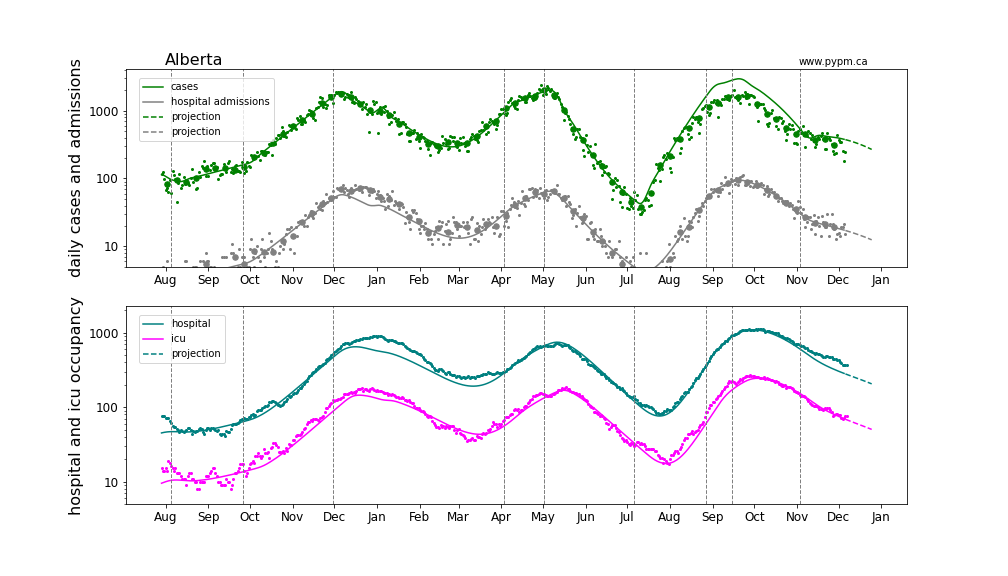 Alberta
www.pypm.ca
daily cases and admissions
1000
100
10
cases
hospital admissions
projection
projection
Aug Sep Oct Nov Dec Jan Feb Mar Apr May Jun Jul Aug Sep Oct Nov Dec Jan
hospital and icu occupancy
1000
100
10
hospital
icu
projection
Aug Sep Oct Nov Dec Jan Feb Mar Apr May Jun Jul Aug Sep Oct Nov Dec Jan